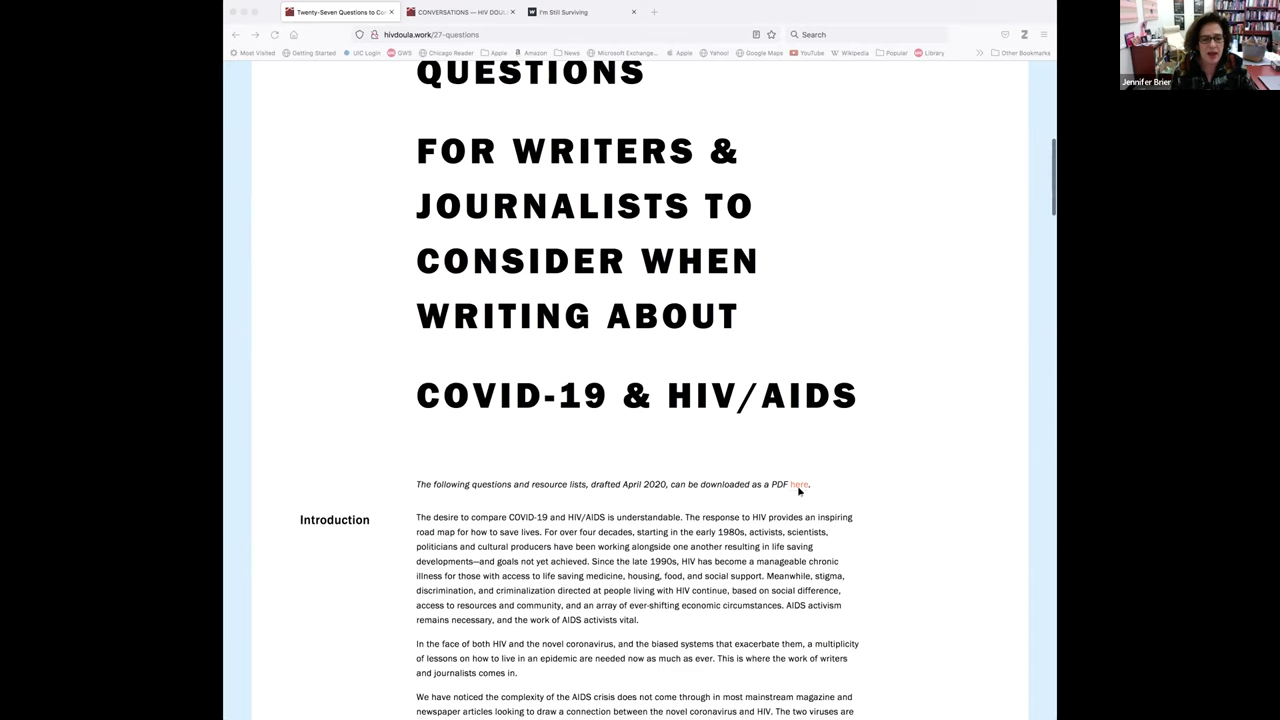 Twenty-Seven Questions to Co
CONVERSATIONS — HIV DOUL
I'm Still Surviving
hivdoula.work/27-questions
Search
Most Visited
Getting Started
UIC Login
GWS
Chicago Reader
Apple
Amazon
News
Microsoft Exchange...
Apple
Yahoo!
Google Maps
YouTube
Wikipedia
Popular
Library
Other Bookmarks
Jennifer Brier
QUESTIONS
FOR WRITERS &
JOURNALISTS TO
CONSIDER WHEN
WRITING ABOUT
COVID-19 & HIV/AIDS
The following questions and resource lists, drafted April 2020, can be downloaded as a PDF here.
Introduction
The desire to compare COVID-19 and HIV/AIDS is understandable. The response to HIV provides an inspiring
road map for how to save lives. For over four decades, starting in the early 1980s, activists, scientists,
politicians and cultural producers have been working alongside one another resulting in life saving
developments—and goals not yet achieved. Since the late 1990s, HIV has become a manageable chronic
illness for those with access to life saving medicine, housing, food, and social support. Meanwhile, stigma,
discrimination, and criminalization directed at people living with HIV continue, based on social difference,
access to resources and community, and an array of ever-shifting economic circumstances. AIDS activism
remains necessary, and the work of AIDS activists vital.
In the face of both HIV and the novel coronavirus, and the biased systems that exacerbate them, a multiplicity
of lessons on how to live in an epidemic are needed now as much as ever. This is where the work of writers
and journalists comes in.
We have noticed the complexity of the AIDS crisis does not come through in most mainstream magazine and
newspaper articles looking to draw a connection between the novel coronavirus and HIV. The two viruses are